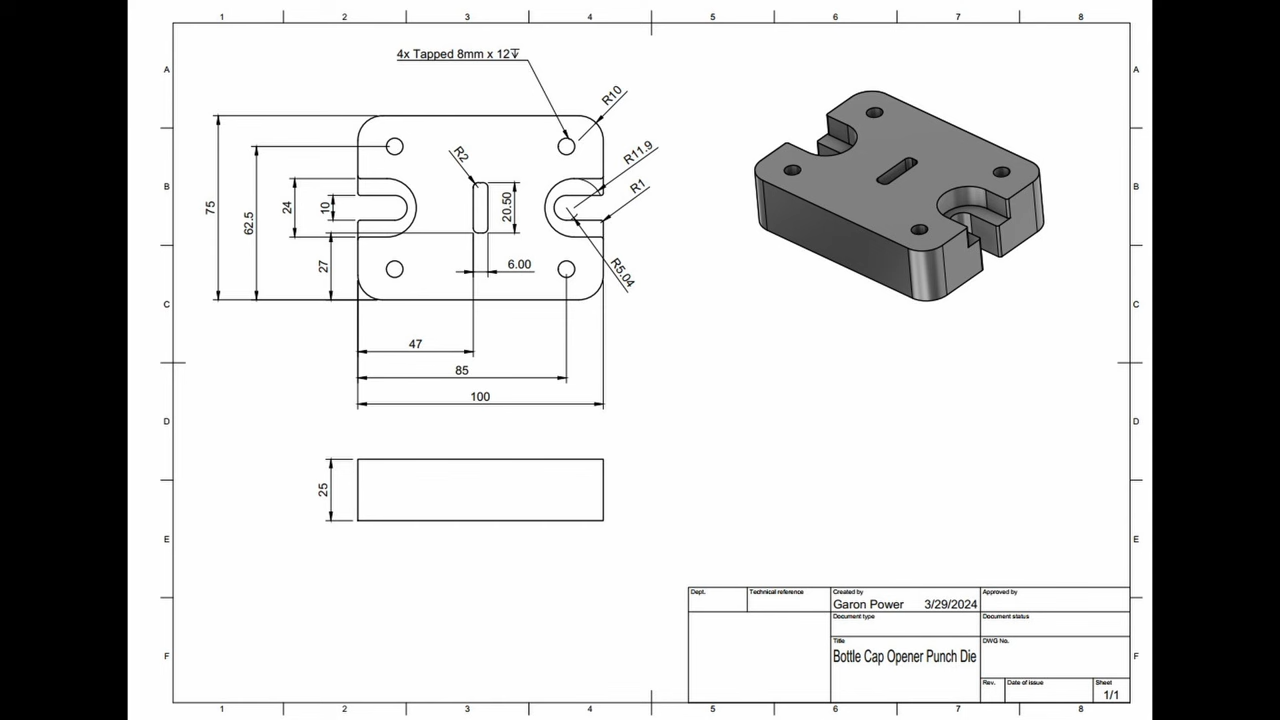 1 2 3 4 5 6 7 8
A A
4x Tapped 8mm x 12↧
R10
B B
R2
R11.9
R1
75
62.5
24
10
20.50
27
6.00
R5.04
C C
47
85
100
D D
25
E E
Dept.
Technical reference
Created by
Garon Power 3/29/2024
Approved by
Document type
Document status
Title
Bottle Cap Opener Punch Die
DWG No.
F F
Rev.
Date of issue
Sheet
1/1
1 2 3 4 5 6 7 8